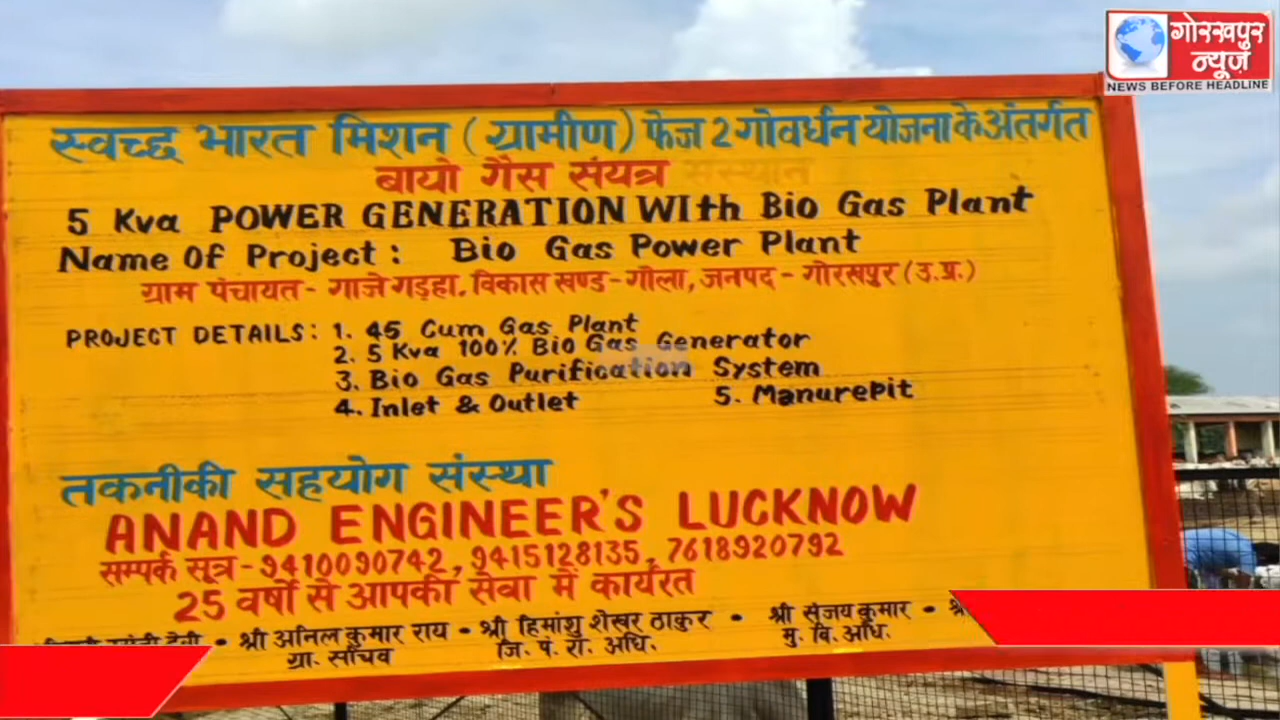 गोरखपुर
न्यूज़
NEWS BEFORE HEADLINE
स्वच्छ भारत मिशन (ग्रामीण) फेज 2 गोवर्धन योजना के अंतर्गत
बायो गैस संयत्र संस्थान
5 Kva POWER GENERATION WIth Bio Gas Plant
Name Of Project : Bio Gas Power Plant
ग्राम पंचायत - गाजे गड़हा, विकास खण्ड - गोला, जनपद - गोरखपुर (उ.प्र.)
PROJECT DETAILS: 1. 45 Cum Gas Plant
2. 5 Kva 100% Bio Gas Generator
3. Bio Gas Purification System
4. Inlet & Outlet 5. Manurepit
तकनीकी सहयोग संस्था
ANAND ENGINEER'S LUCKNOW
सम्पर्क सूत्र - 9410090742, 9415128135, 7618920792
25 वर्षो से आपकी सेवा में कार्यरत
देवी • श्री अनिल कुमार राय • श्री हिमांशु शेखर ठाकुर • श्री संजय कुमार •
ग्रा. सचिव जि. पं. रा. अधि. मु. वि. अधि.